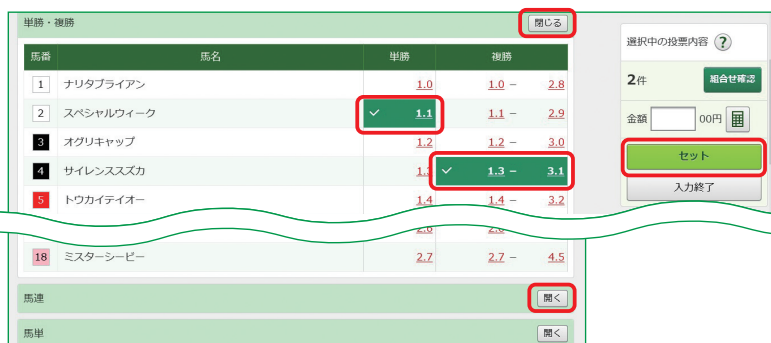 単勝・複勝 閉じる
馬番 馬名 単勝 複勝
1 ナリタブライアン 1.0 1.0 - 2.8
2 スペシャルウィーク ✓ 1.1 1.1 - 2.9
3 オグリキャップ 1.2 1.2 - 3.0
4 サイレンススズカ ✓ 1.3 - 3.1
5 トウカイテイオー 1.4 1.4 - 3.2
18 ミスターシービー 2.7 2.7 - 4.5
馬連 開く
馬単 開く
選択中の投票内容 ?
2件 組合せ確認
金額 00円
セット
入力終了